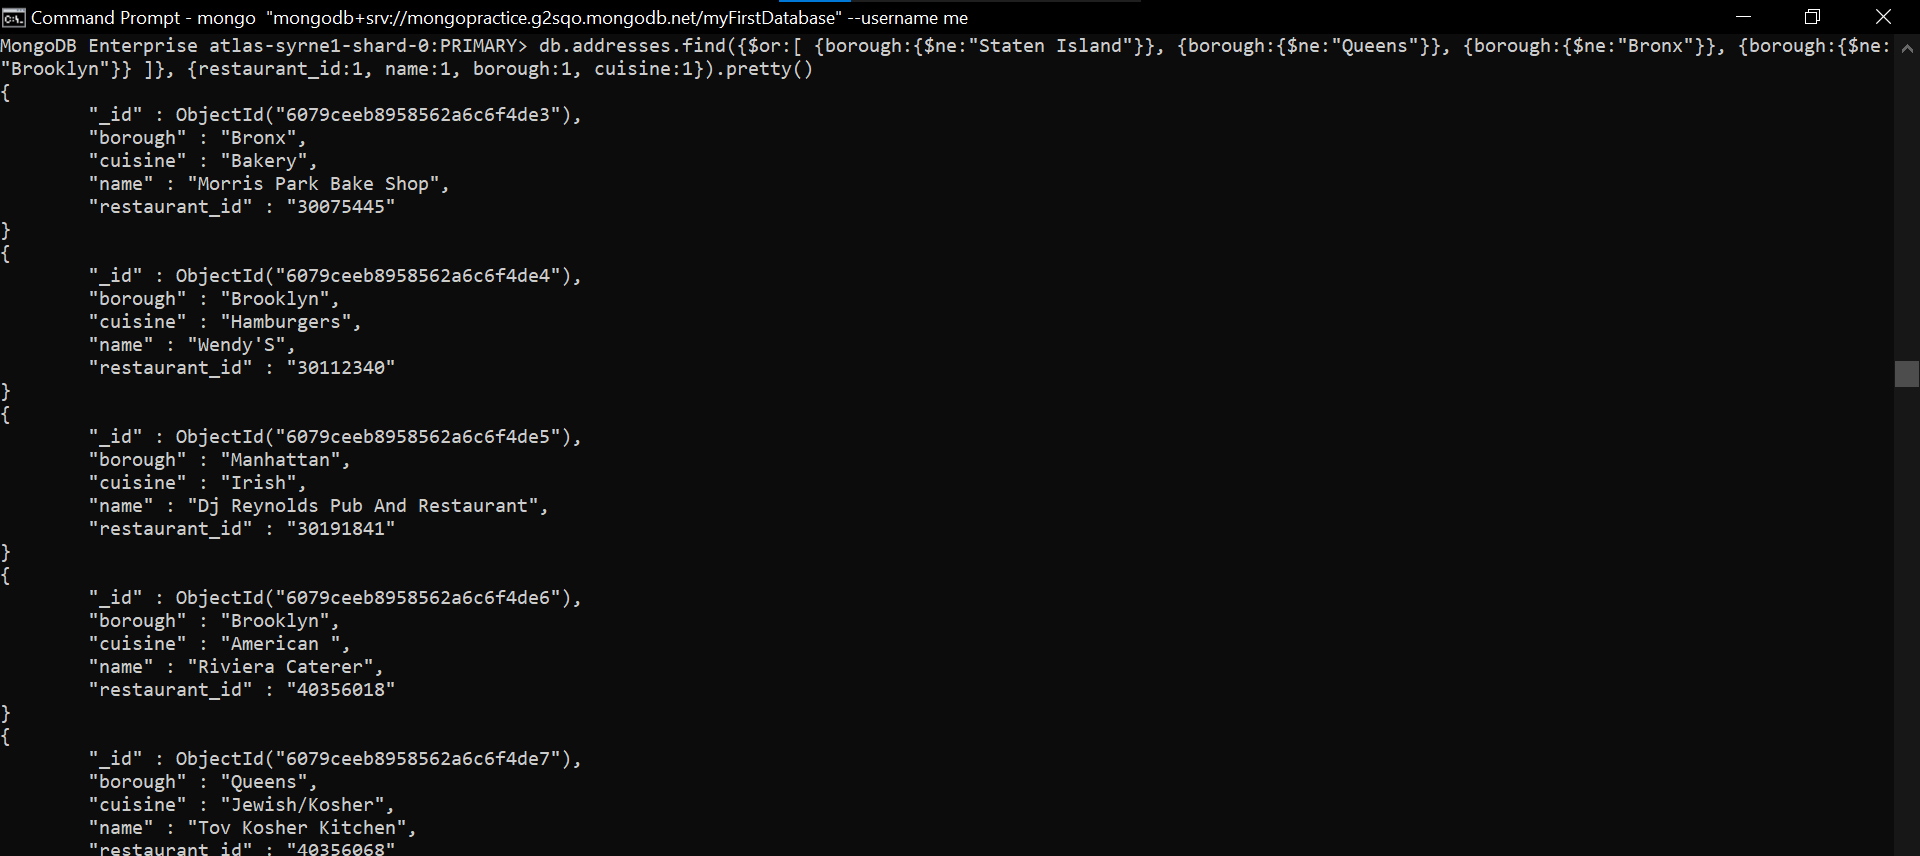 Command Prompt - mongo  "mongodb+srv://mongopractice.g2sqo.mongodb.net/myFirstDatabase" --username me
MongoDB Enterprise atlas-syrne1-shard-0:PRIMARY> db.addresses.find({$or:[ {borough:{$ne:"Staten Island"}}, {borough:{$ne:"Queens"}}, {borough:{$ne:"Bronx"}}, {borough:{$ne:
"Brooklyn"}} ]}, {restaurant_id:1, name:1, borough:1, cuisine:1}).pretty()
{
        "_id" : ObjectId("6079ceeb8958562a6c6f4de3"),
        "borough" : "Bronx",
        "cuisine" : "Bakery",
        "name" : "Morris Park Bake Shop",
        "restaurant_id" : "30075445"
}
{
        "_id" : ObjectId("6079ceeb8958562a6c6f4de4"),
        "borough" : "Brooklyn",
        "cuisine" : "Hamburgers",
        "name" : "Wendy'S",
        "restaurant_id" : "30112340"
}
{
        "_id" : ObjectId("6079ceeb8958562a6c6f4de5"),
        "borough" : "Manhattan",
        "cuisine" : "Irish",
        "name" : "Dj Reynolds Pub And Restaurant",
        "restaurant_id" : "30191841"
}
{
        "_id" : ObjectId("6079ceeb8958562a6c6f4de6"),
        "borough" : "Brooklyn",
        "cuisine" : "American ",
        "name" : "Riviera Caterer",
        "restaurant_id" : "40356018"
}
{
        "_id" : ObjectId("6079ceeb8958562a6c6f4de7"),
        "borough" : "Queens",
        "cuisine" : "Jewish/Kosher",
        "name" : "Tov Kosher Kitchen",
        "restaurant_id" : "40356068"